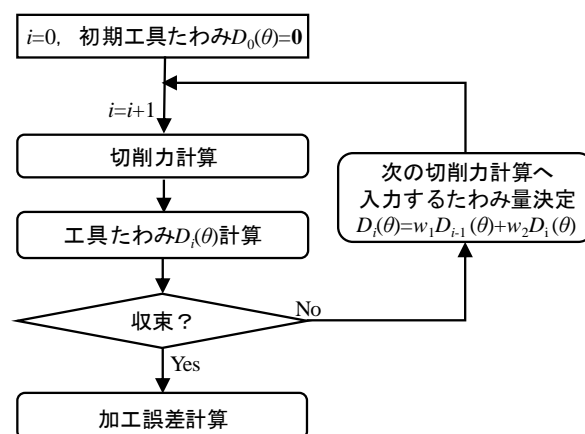 i=0, 初期工具たわみD₀(θ)=0
i=i+1
切削力計算
工具たわみDᵢ(θ)計算
収束？
No
Yes
加工誤差計算
次の切削力計算へ
入力するたわみ量決定
Dᵢ(θ)=w₁Dᵢ₋₁(θ)+w₂Dᵢ(θ)